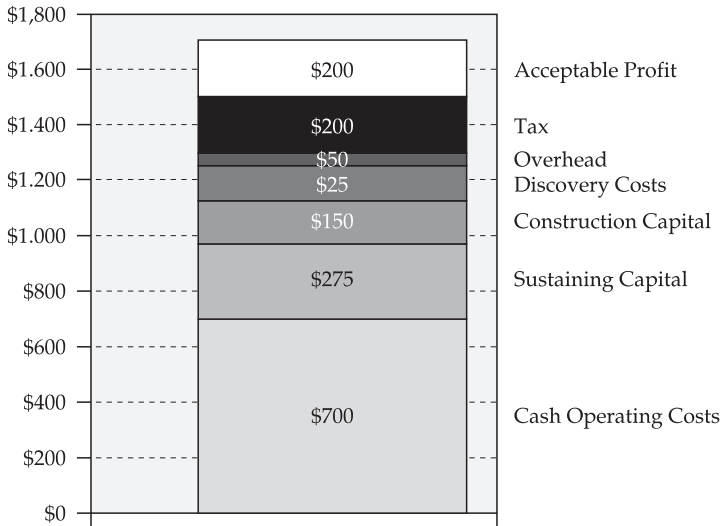 $1,800
$1.600 $200 Acceptable Profit
$1.400 $200 Tax
$50 Overhead
$1.200 $25 Discovery Costs
$1.000 $150 Construction Capital
$800 $275 Sustaining Capital
$600
$400 $700 Cash Operating Costs
$200
$0